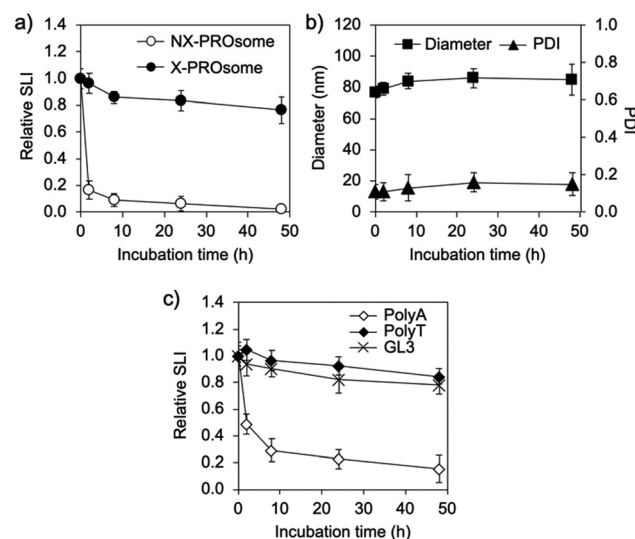 a)
1.4
1.2
1.0
0.8
0.6
0.4
0.2
0.0
Relative SLI
NX-PROsome
X-PROsome
0 10 20 30 40 50
Incubation time (h)
b)
120
100
80
60
40
20
0
Diameter (nm)
Diameter PDI
1.0
0.8
0.6
0.4
0.2
0.0
PDI
0 10 20 30 40 50
Incubation time (h)
c)
1.4
1.2
1.0
0.8
0.6
0.4
0.2
0.0
Relative SLI
PolyA
PolyT
GL3
0 10 20 30 40 50
Incubation time (h)